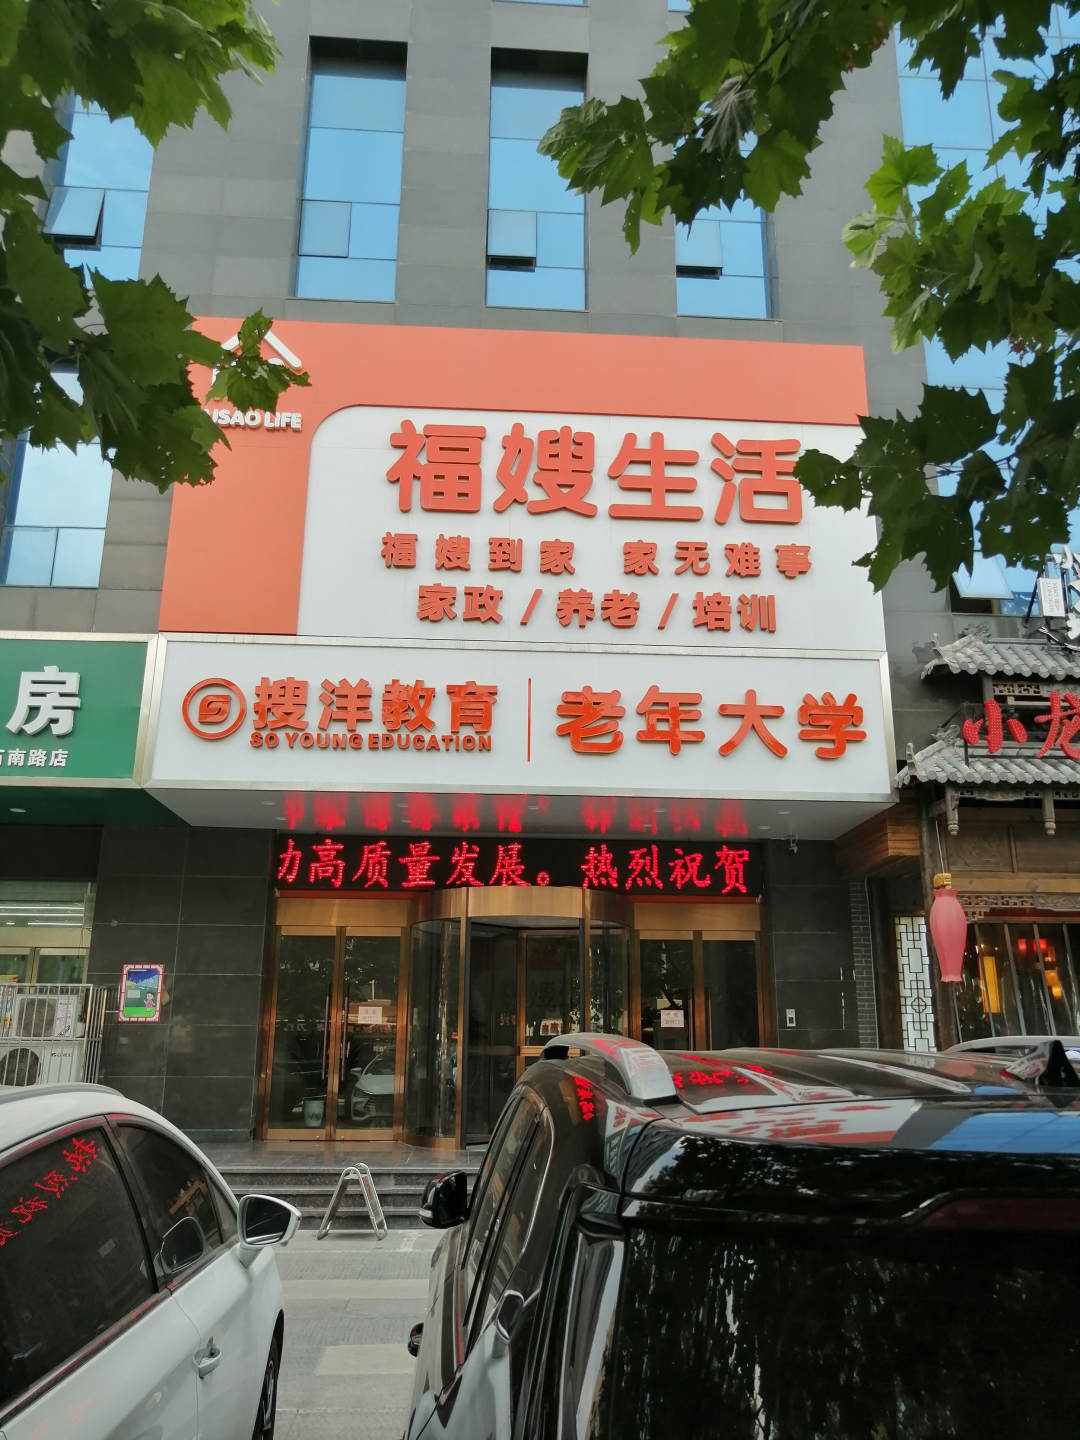 USAO LIFE
福嫂生活
福嫂到家 家无难事
家政/养老/培训
搜洋教育
SO YOUNG EDUCATION
老年大学
房
南路店
小龙
力高质量发展。热烈祝贺